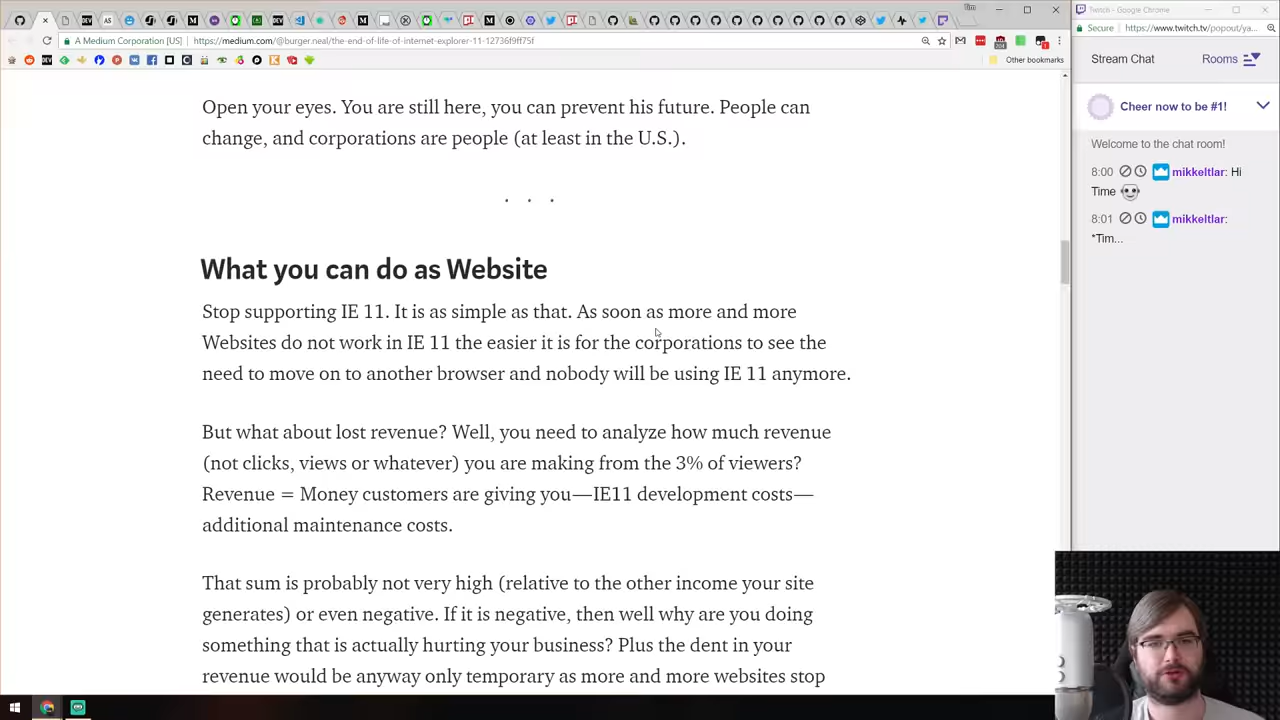 Tim
Twitch - Google Chrome
A Medium Corporation [US]
https://medium.com/@burger.neal/the-end-of-life-of-internet-explorer-11-12736f9ff75f
Secure
https://www.twitch.tv/popout/ya...
Other bookmarks
Stream Chat
Rooms
Cheer now to be #1!
Welcome to the chat room!
8:00 mikkeltlar: Hi
Time
8:01 mikkeltlar:
*Tim...
Open your eyes. You are still here, you can prevent his future. People can
change, and corporations are people (at least in the U.S.).
. . .
What you can do as Website
Stop supporting IE 11. It is as simple as that. As soon as more and more
Websites do not work in IE 11 the easier it is for the corporations to see the
need to move on to another browser and nobody will be using IE 11 anymore.
But what about lost revenue? Well, you need to analyze how much revenue
(not clicks, views or whatever) you are making from the 3% of viewers?
Revenue = Money customers are giving you—IE11 development costs—
additional maintenance costs.
That sum is probably not very high (relative to the other income your site
generates) or even negative. If it is negative, then well why are you doing
something that is actually hurting your business? Plus the dent in your
revenue would be anyway only temporary as more and more websites stop